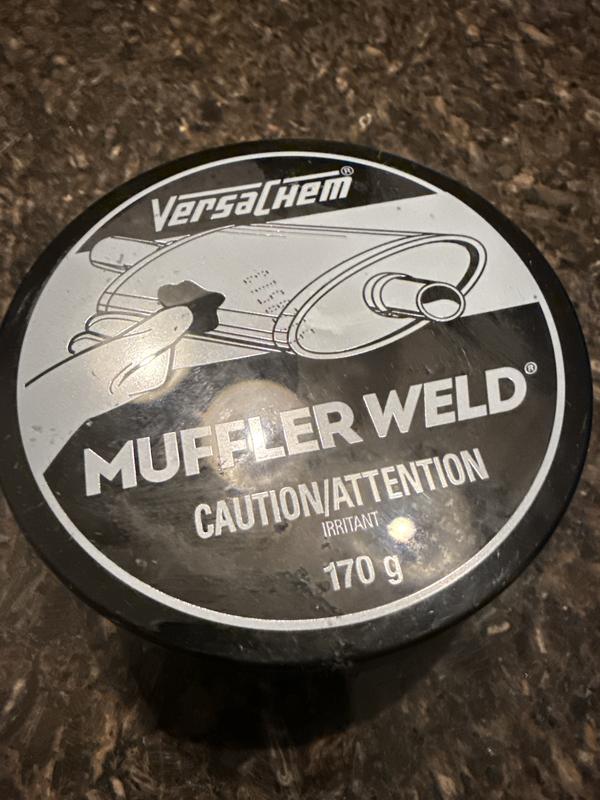 VersaChem®
MUFFLER WELD®
CAUTION/ATTENTION
IRRITANT
170 g